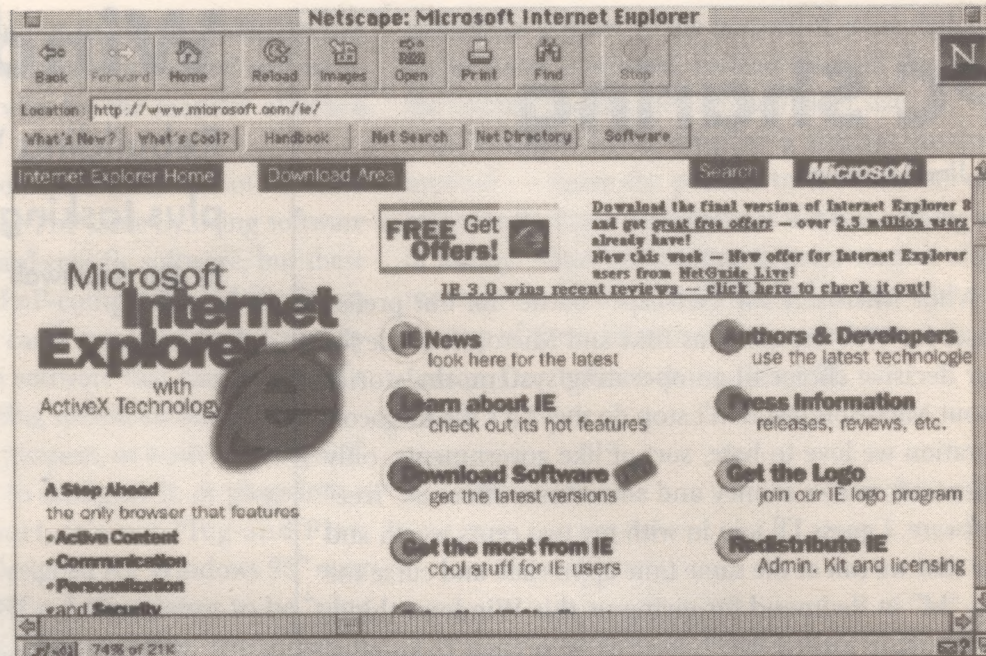 Netscape: Microsoft Internet Explorer
Back Forward Home Reload Images Open Print Find Stop
N
Location http://www.microsoft.com/ie/
What's New? What's Cool? Handbook Net Search Net Directory Software
Internet Explorer Home Download Area Search Microsoft
FREE Get
Offers!
Download the final version of Internet Explorer
and get great free offers — over 2.3 million users
already have!
New this week — New offer for Internet Explorer
users from NetGuide Live!
IE 3.0 wins recent reviews — click here to check it out!
Microsoft
Internet
Explorer
with
ActiveX Technology
A Step Ahead
the only browser that features
•Active Content
•Communication
•Personalization
•and Security
IE News
look here for the latest
Learn about IE
check out its hot features
Download Software
get the latest versions
Get the most from IE
cool stuff for IE users
Authors & Developers
use the latest technologie
Press Information
releases, reviews, etc.
Get the Logo
join our IE logo program
Redistribute IE
Admin. Kit and licensing
74% of 21K
plus fosking